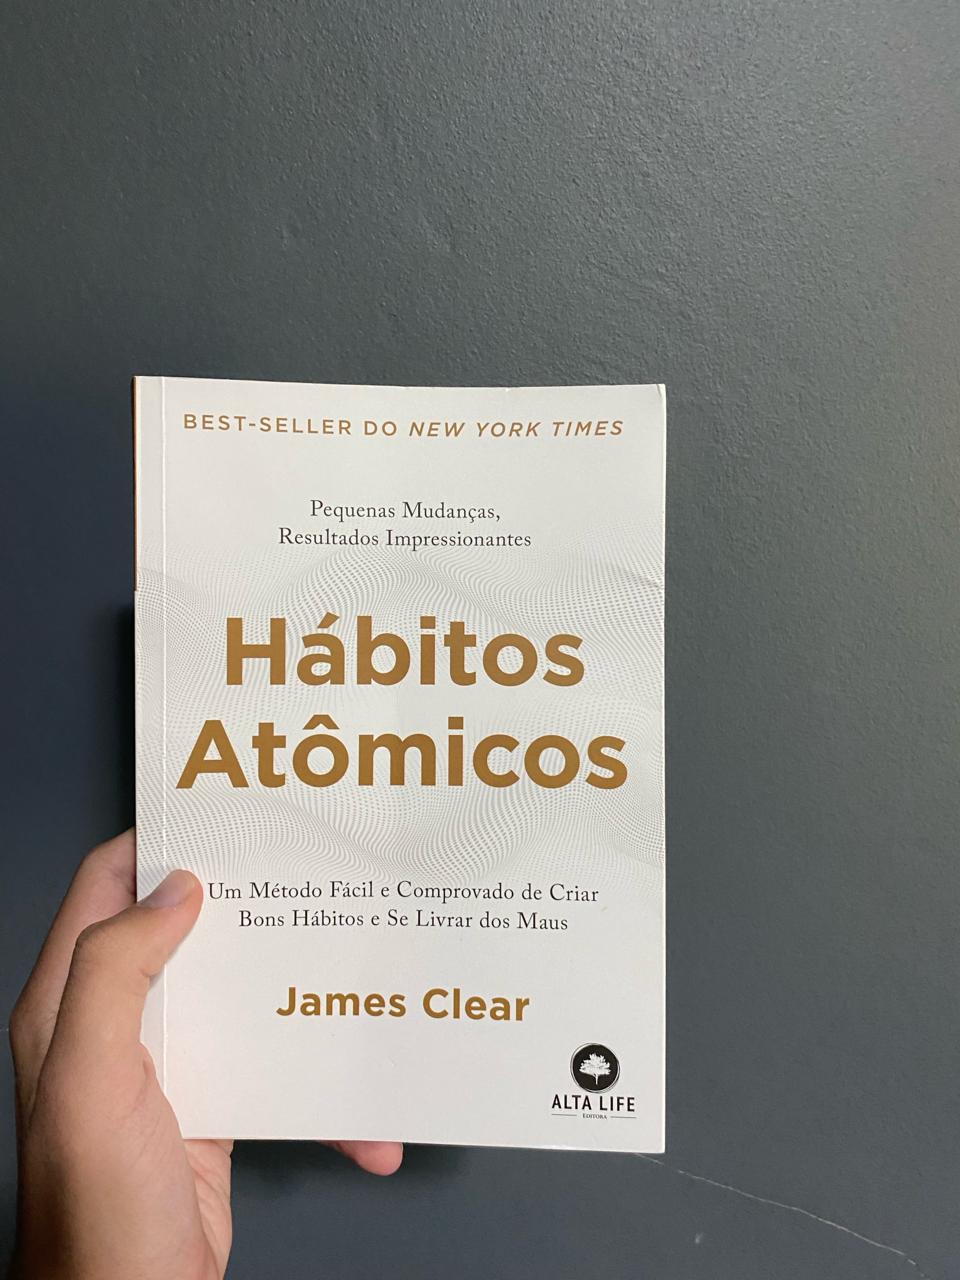 BEST-SELLER DO NEW YORK TIMES
Pequenas Mudanças,
Resultados Impressionantes
Hábitos
Atômicos
Um Método Fácil e Comprovado de Criar
Bons Hábitos e Se Livrar dos Maus
James Clear
ALTA LIFE
EDITORA